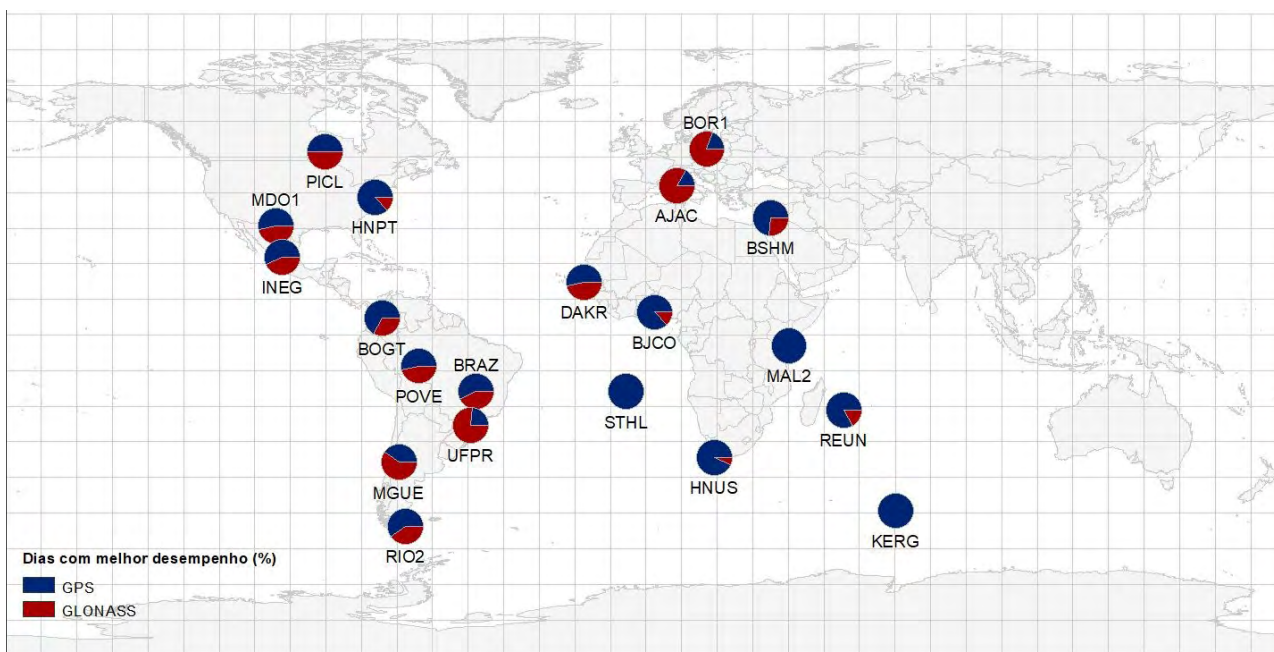 BOR1
PICL
AJAC
MDO1
HNPT
BSHM
INEG
DAKR
BJCO
BOGT
BRAZ
MAL2
POVE
STHL
REUN
UFPR
HNUS
MGUE
KERG
RIO2
Dias com melhor desempenho (%)
GPS
GLONASS